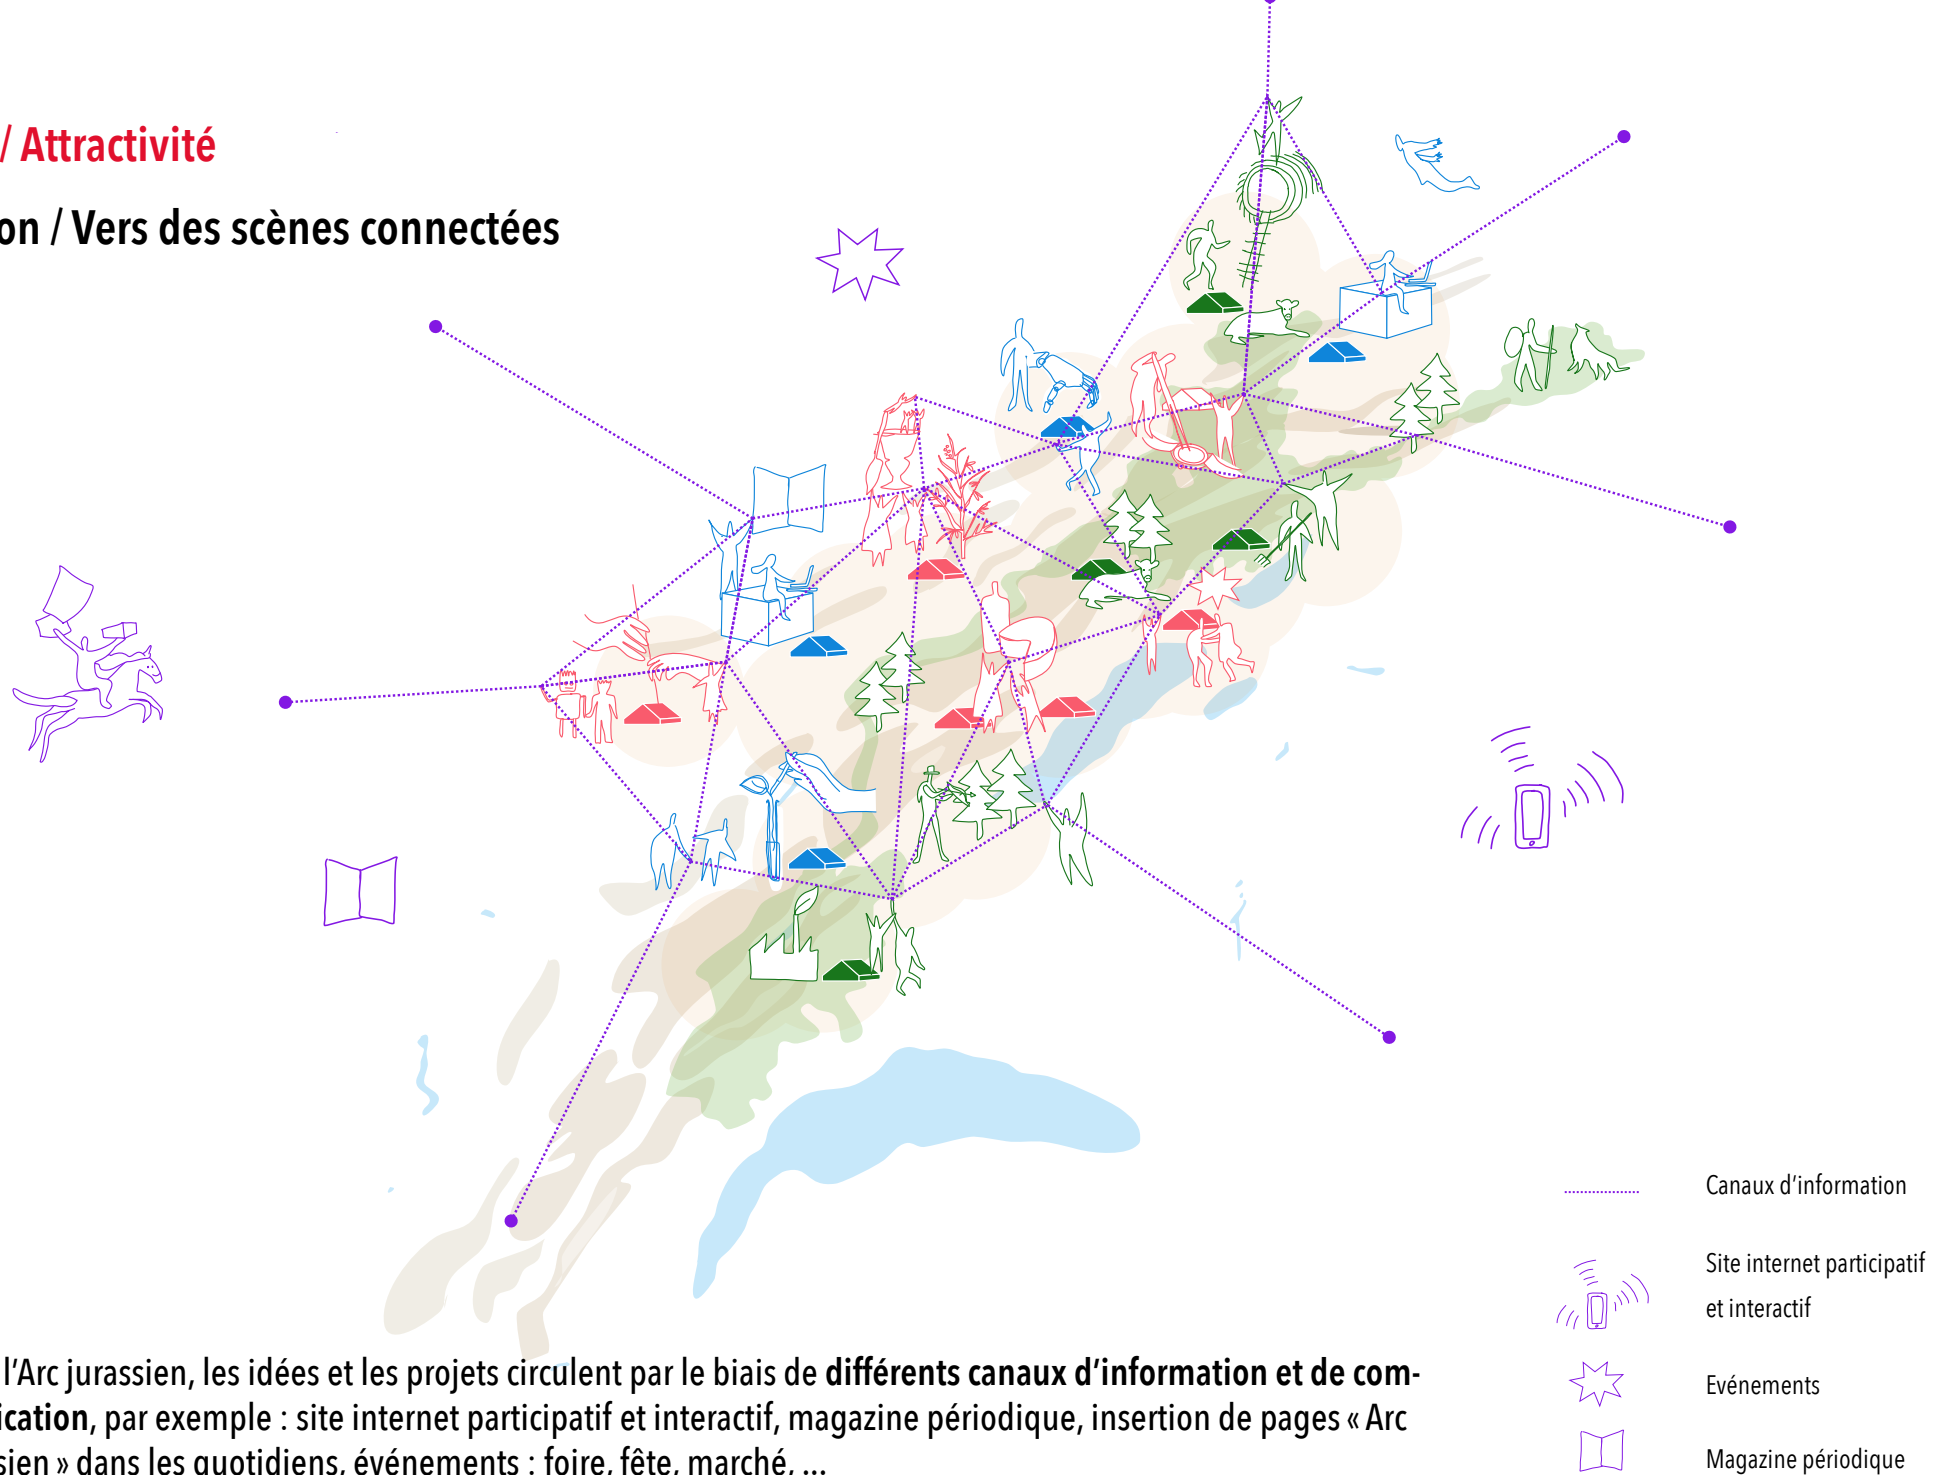 / Attractivité
on / Vers des scènes connectées
Canaux d'information
Site internet participatif
et interactif
Evénements
Magazine périodique
l'Arc jurassien, les idées et les projets circulent par le biais de différents canaux d'information et de com-
ication, par exemple : site internet participatif et interactif, magazine périodique, insertion de pages « Arc
sien » dans les quotidiens, événements : foire, fête, marché, ...